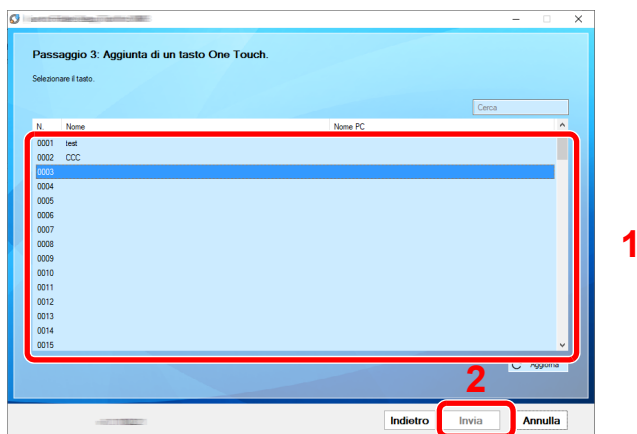 Passaggio 3: Aggiunta di un tasto One Touch.
Selezionare il tasto.
Cerca
N. Nome Nome PC
0001 test
0002 CCC
0003
0004
0005
0006
0007
0008
0009
0010
0011
0012
0013
0014
0015
1
Aggiorna
2
Indietro Invia Annulla